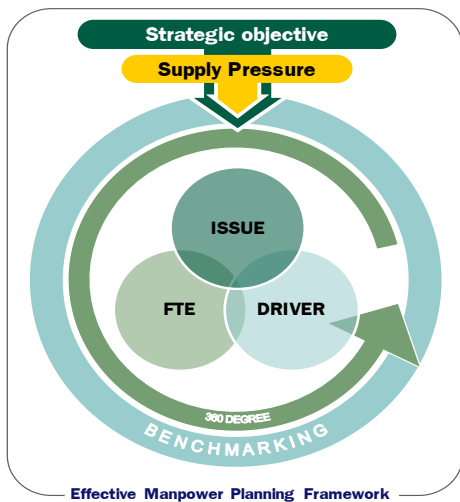 Strategic objective
Supply Pressure
ISSUE
FTE
DRIVER
360 DEGREE
BENCHMARKING
Effective Manpower Planning Framework